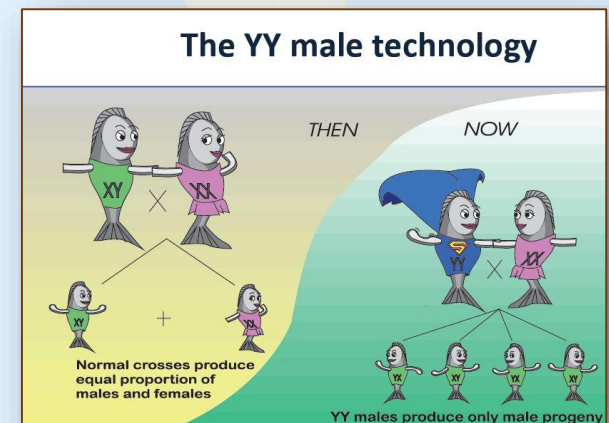 The YY male technology
THEN
NOW
XY
X
XX
S
YY
X
XX
XY
+
XX
YX
XY
YX
XY
Normal crosses produce
equal proportion of
males and females
YY males produce only male progeny